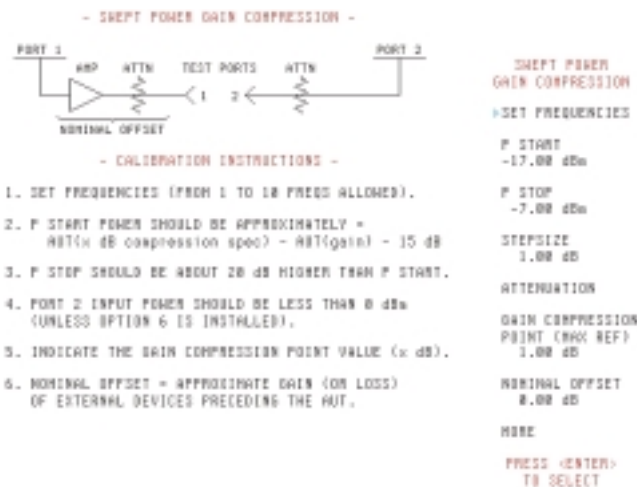 - SWEPT POWER GAIN COMPRESSION -
PORT 1
PORT 2
AMP
ATTN
TEST PORTS
ATTN
1
2
NOMINAL OFFSET
- CALIBRATION INSTRUCTIONS -
1. SET FREQUENCIES (FROM 1 TO 10 FREQS ALLOWED).
2. P START POWER SHOULD BE APPROXIMATELY =
AUT(x dB compression spec) - AUT(gain) - 15 dB
3. P STOP SHOULD BE ABOUT 20 dB HIGHER THAN P START.
4. PORT 2 INPUT POWER SHOULD BE LESS THAN 0 dBm
(UNLESS OPTION 6 IS INSTALLED).
5. INDICATE THE GAIN COMPRESSION POINT VALUE (x dB).
6. NOMINAL OFFSET = APPROXIMATE GAIN (OR LOSS)
OF EXTERNAL DEVICES PRECEDING THE AUT.
SWEPT POWER
GAIN COMPRESSION
SET FREQUENCIES
P START
-17.00 dBm
P STOP
-7.00 dBm
STEPSIZE
1.00 dB
ATTENUATION
GAIN COMPRESSION
POINT (MAX REF)
1.00 dB
NOMINAL OFFSET
0.00 dB
MORE
PRESS <ENTER>
TO SELECT